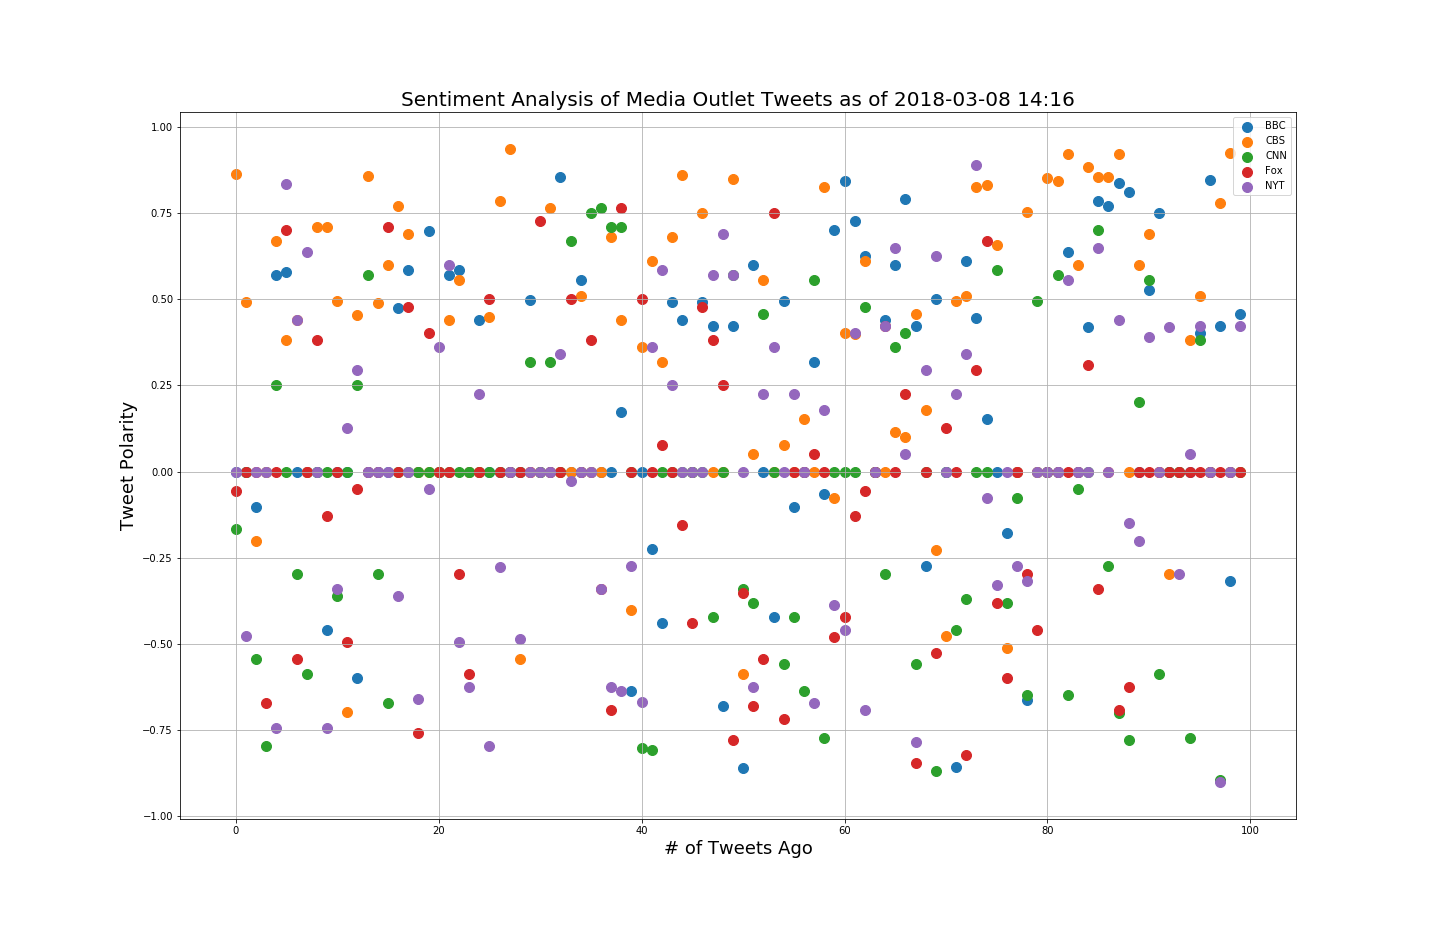 Sentiment Analysis of Media Outlet Tweets as of 2018-03-08 14:16
1.00
0.75
0.50
0.25
0.00
−0.25
−0.50
−0.75
−1.00
Tweet Polarity
BBC
CBS
CNN
Fox
NYT
0 20 40 60 80 100
# of Tweets Ago